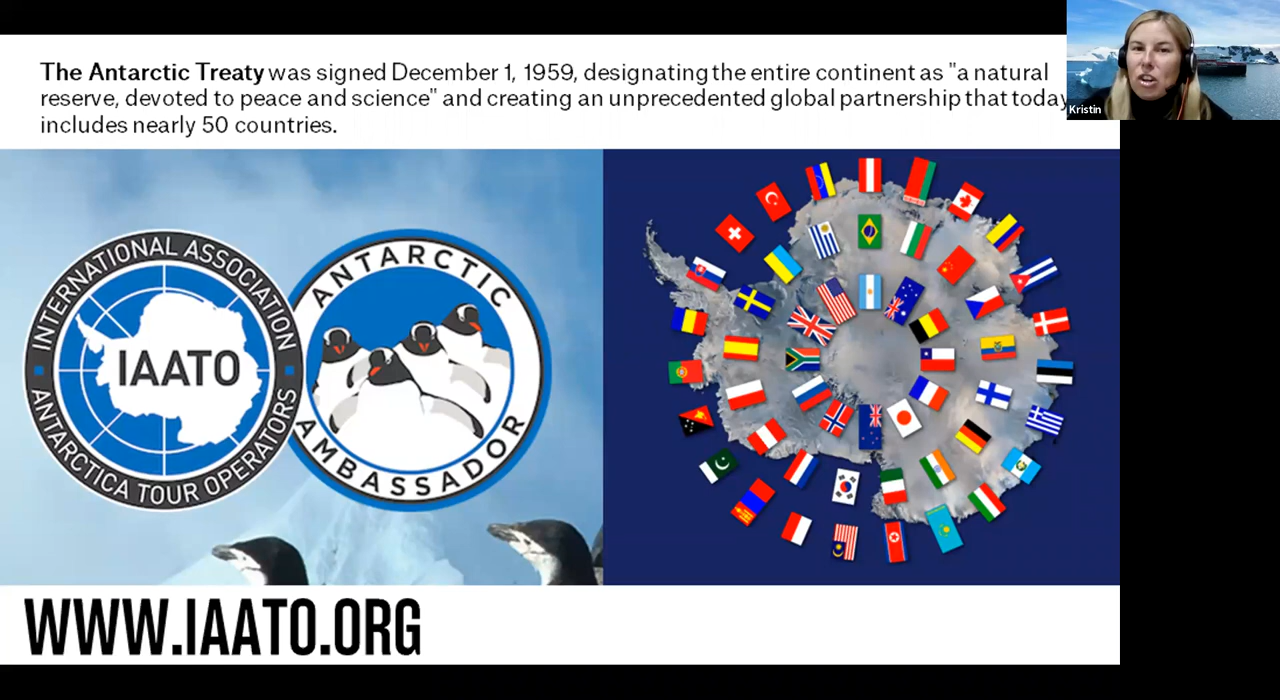 The Antarctic Treaty was signed December 1, 1959, designating the entire continent as "a natural
reserve, devoted to peace and science" and creating an unprecedented global partnership that today
includes nearly 50 countries.
Kristin
INTERNATIONAL ASSOCIATION
IAATO
ANTARCTICA TOUR OPERATORS
ANTARCTIC
AMBASSADOR
WWW.IAATO.ORG